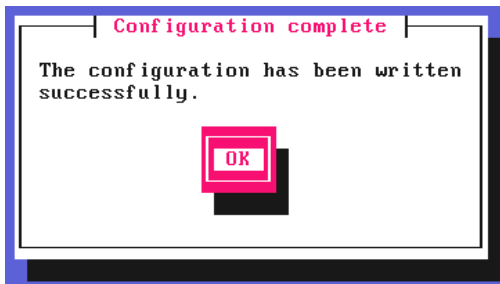 Configuration complete
The configuration has been written
successfully.
OK